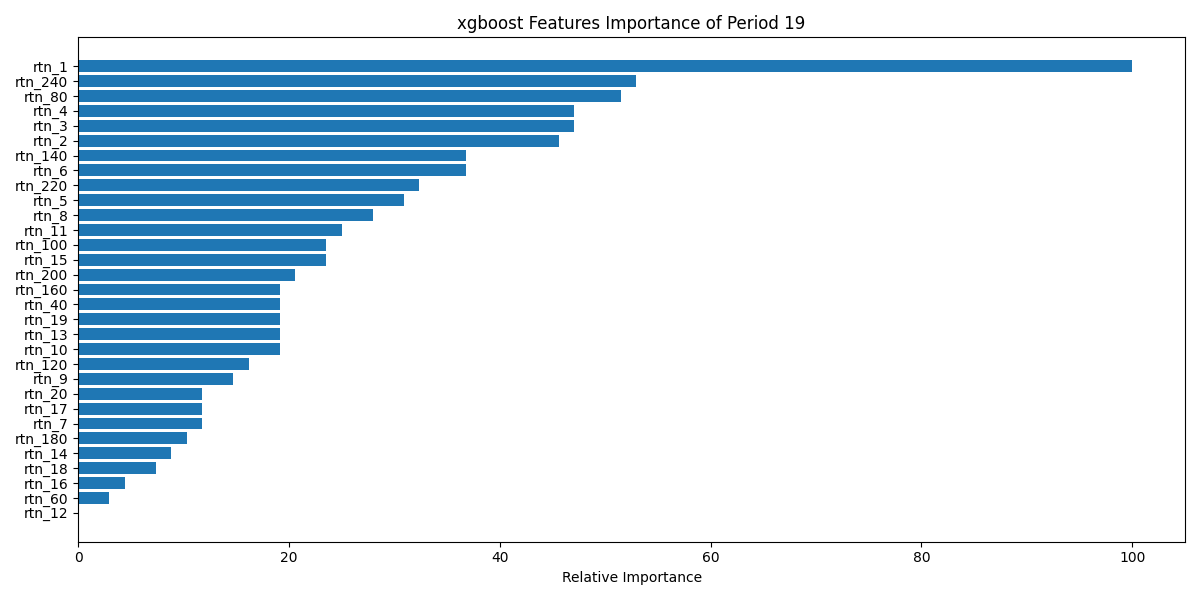 xgboost Features Importance of Period 19
rtn_1
rtn_240
rtn_80
rtn_4
rtn_3
rtn_2
rtn_140
rtn_6
rtn_220
rtn_5
rtn_8
rtn_11
rtn_100
rtn_15
rtn_200
rtn_160
rtn_40
rtn_19
rtn_13
rtn_10
rtn_120
rtn_9
rtn_20
rtn_17
rtn_7
rtn_180
rtn_14
rtn_18
rtn_16
rtn_60
rtn_12
0 20 40 60 80 100
Relative Importance